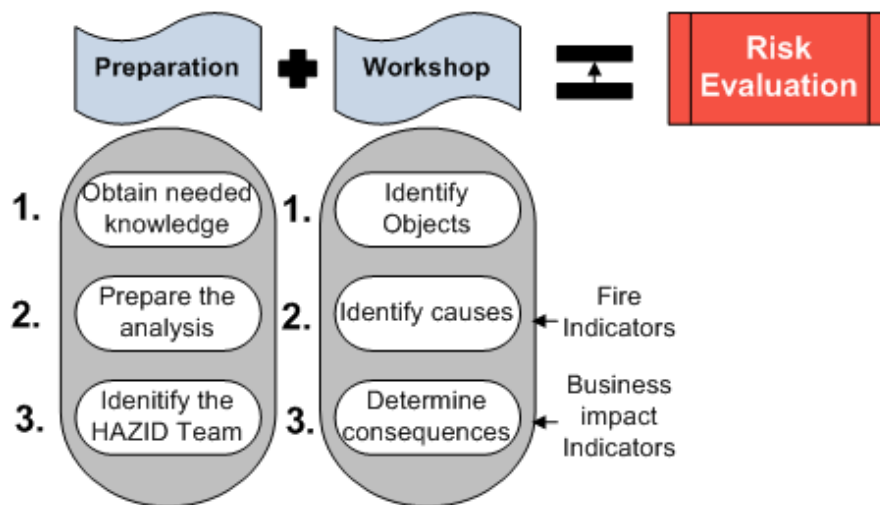 Preparation
Workshop
Risk
Evaluation
1.
Obtain needed
knowledge
2.
Prepare the
analysis
3.
Idenitify the
HAZID Team
1.
Identify
Objects
2.
Identify causes
Fire
Indicators
3.
Determine
consequences
Business
impact
Indicators